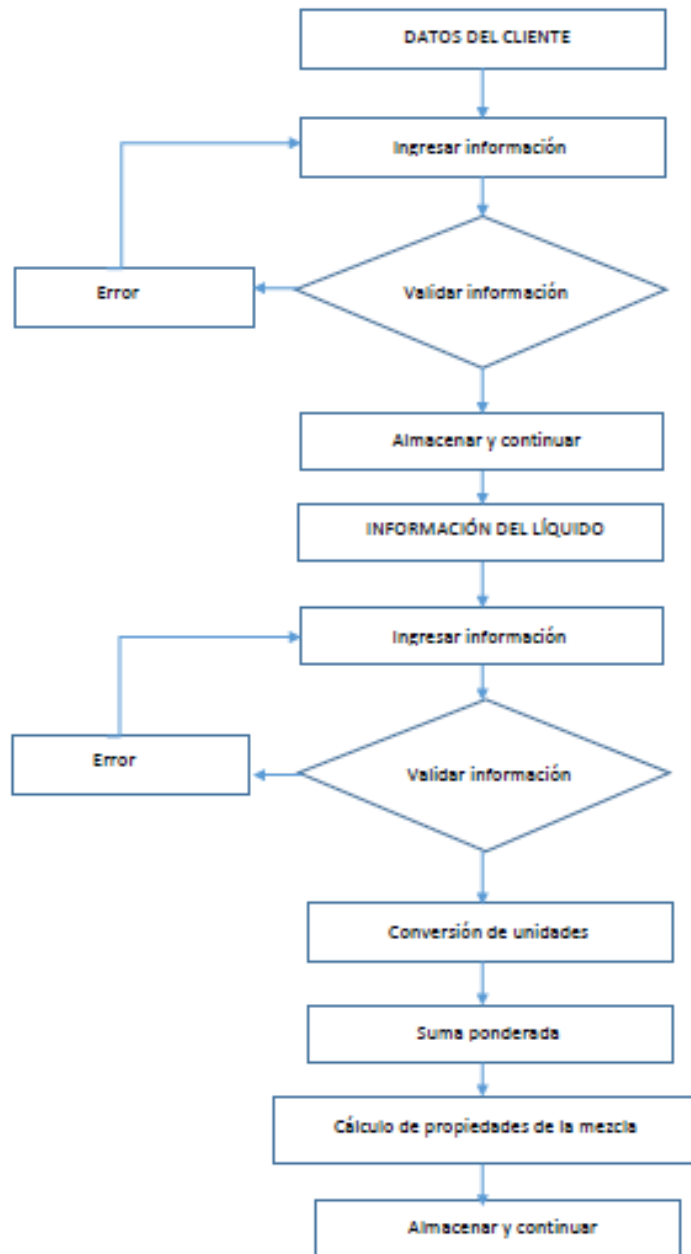 DATOS DEL CLIENTE
Ingresar información
Error
Validar información
Almacenar y continuar
INFORMACIÓN DEL LÍQUIDO
Ingresar información
Error
Validar información
Conversión de unidades
Suma ponderada
Cálculo de propiedades de la mezcla
Almacenar y continuar